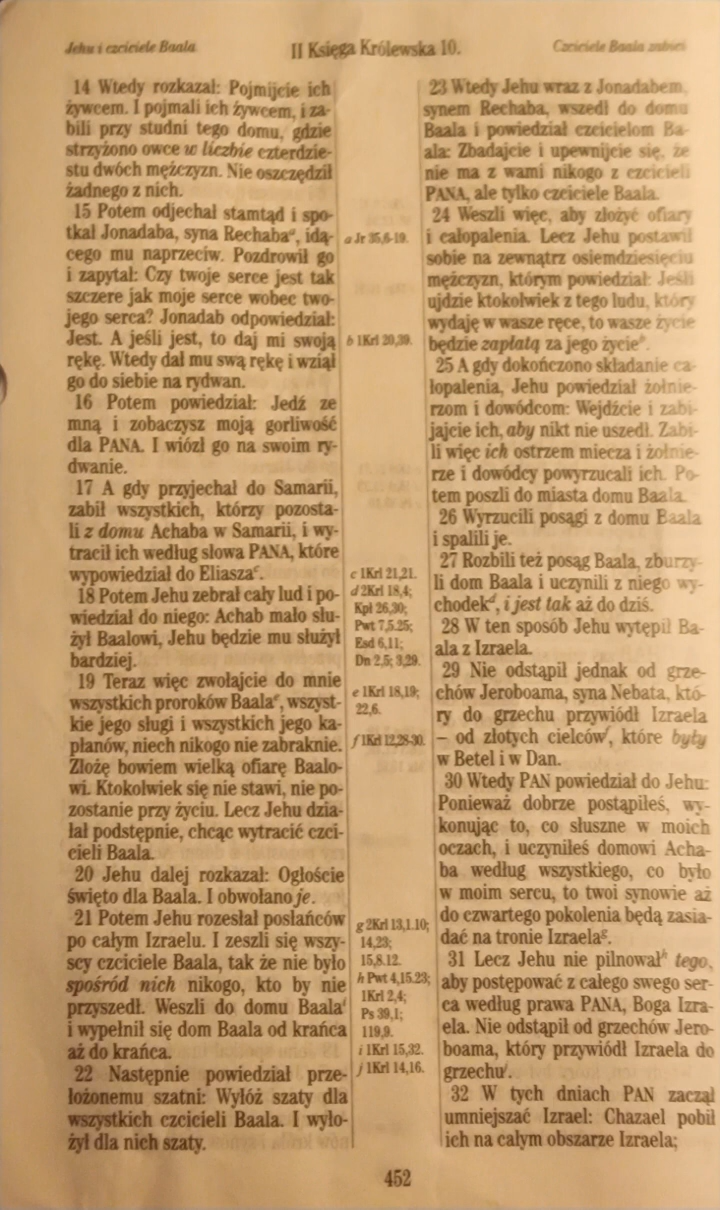 Jehu i czciciele Baala
II Księga Królewska 10.
Czciciele Baala zabici
14 Wtedy rozkazał: Pojmijcie ich
żywcem. I pojmali ich żywcem, i za-
bili przy studni tego domu, gdzie
strzyżono owce w liczbie czterdzie-
stu dwóch mężczyzn. Nie oszczędził
żadnego z nich.
15 Potem odjechał stamtąd i spo-
tkał Jonadaba, syna Rechabaª, idą-
cego mu naprzeciw. Pozdrowił go
i zapytał: Czy twoje serce jest tak
szczere jak moje serce wobec two-
jego serca? Jonadab odpowiedział:
Jest. A jeśli jest, to daj mi swoją
rękę. Wtedy dał mu swą rękę i wziął
go do siebie na rydwan.
16 Potem powiedział: Jedź ze
mną i zobaczysz moją gorliwość
dla PANA. I wiózł go na swoim ry-
dwanie.
17 A gdy przyjechał do Samarii,
zabił wszystkich, którzy pozosta-
li z domu Achaba w Samarii, i wy-
tracił ich według słowa PANA, które
wypowiedział do Eliaszaᶜ.
18 Potem Jehu zebrał cały lud i po-
wiedział do niego: Achab mało słu-
żył Baalowi, Jehu będzie mu służył
bardziej.
19 Teraz więc zwołajcie do mnie
wszystkich proroków Baalaᵉ, wszyst-
kie jego sługi i wszystkich jego ka-
płanów, niech nikogo nie zabraknie.
Złożę bowiem wielką ofiarę Baalo-
wi. Ktokolwiek się nie stawi, nie po-
zostanie przy życiu. Lecz Jehu dzia-
łał podstępnie, chcąc wytracić czci-
cieli Baala.
20 Jehu dalej rozkazał: Ogłoście
święto dla Baala. I obwołano je.
21 Potem Jehu rozesłał posłańców
po całym Izraelu. I zeszli się wszy-
scy czciciele Baala, tak że nie było
spośród nich nikogo, kto by nie
przyszedł. Weszli do domu Baalaⁱ
i wypełnił się dom Baala od krańca
aż do krańca.
22 Następnie powiedział prze-
łożonemu szatni: Wyłóż szaty dla
wszystkich czcicieli Baala. I wyło-
żył dla nich szaty.
a Jr 35,6-19.
b 1Krl 20,39.
c 1Krl 21,21.
d 2Krl 18,4;
Kpł 26,30;
Pwt 7,5.25;
Esd 6,11;
Dn 2,5; 3,29.
e 1Krl 18,19;
22,6.
f 1Krl 12,28-30.
g 2Krl 13,1.10;
14,23;
15,8.12.
h Pwt 4,15.23;
1Krl 2,4;
Ps 39,1;
119,9.
i 1Krl 15,32.
j 1Krl 14,16.
23 Wtedy Jehu wraz z Jonadabem,
synem Rechaba, wszedł do domu
Baala i powiedział czcicielom Ba-
ala: Zbadajcie i upewnijcie się, że
nie ma z wami nikogo z czcicieli
PANA, ale tylko czciciele Baala.
24 Weszli więc, aby złożyć ofiary
i całopalenia. Lecz Jehu postawił
sobie na zewnątrz osiemdziesięciu
mężczyzn, którym powiedział: Jeśli
ujdzie ktokolwiek z tego ludu, który
wydaję w wasze ręce, to wasze życie
będzie zapłatą za jego życieᵇ.
25 A gdy dokończono składanie ca-
łopalenia, Jehu powiedział żołnie-
rzom i dowódcom: Wejdźcie i zabi-
jajcie ich, aby nikt nie uszedł. Zabi-
li więc ich ostrzem miecza i żołnie-
rze i dowódcy powyrzucali ich. Po-
tem poszli do miasta domu Baala.
26 Wyrzucili posągi z domu Baala
i spalili je.
27 Rozbili też posąg Baala, zburzy-
li dom Baala i uczynili z niego wy-
chodekᵈ, i jest tak aż do dziś.
28 W ten sposób Jehu wytępił Ba-
ala z Izraela.
29 Nie odstąpił jednak od grze-
chów Jeroboama, syna Nebata, któ-
ry do grzechu przywiódł Izraela
– od złotych cielcówᶠ, które były
w Betel i w Dan.
30 Wtedy PAN powiedział do Jehu:
Ponieważ dobrze postąpiłeś, wy-
konując to, co słuszne w moich
oczach, i uczyniłeś domowi Acha-
ba według wszystkiego, co było
w moim sercu, to twoi synowie aż
do czwartego pokolenia będą zasia-
dać na tronie Izraelaᵍ.
31 Lecz Jehu nie pilnowałʰ tego,
aby postępować z całego swego ser-
ca według prawa PANA, Boga Izra-
ela. Nie odstąpił od grzechów Jero-
boama, który przywiódł Izraela do
grzechuʲ.
32 W tych dniach PAN zaczął
umniejszać Izrael: Chazael pobił
ich na całym obszarze Izraela;
452